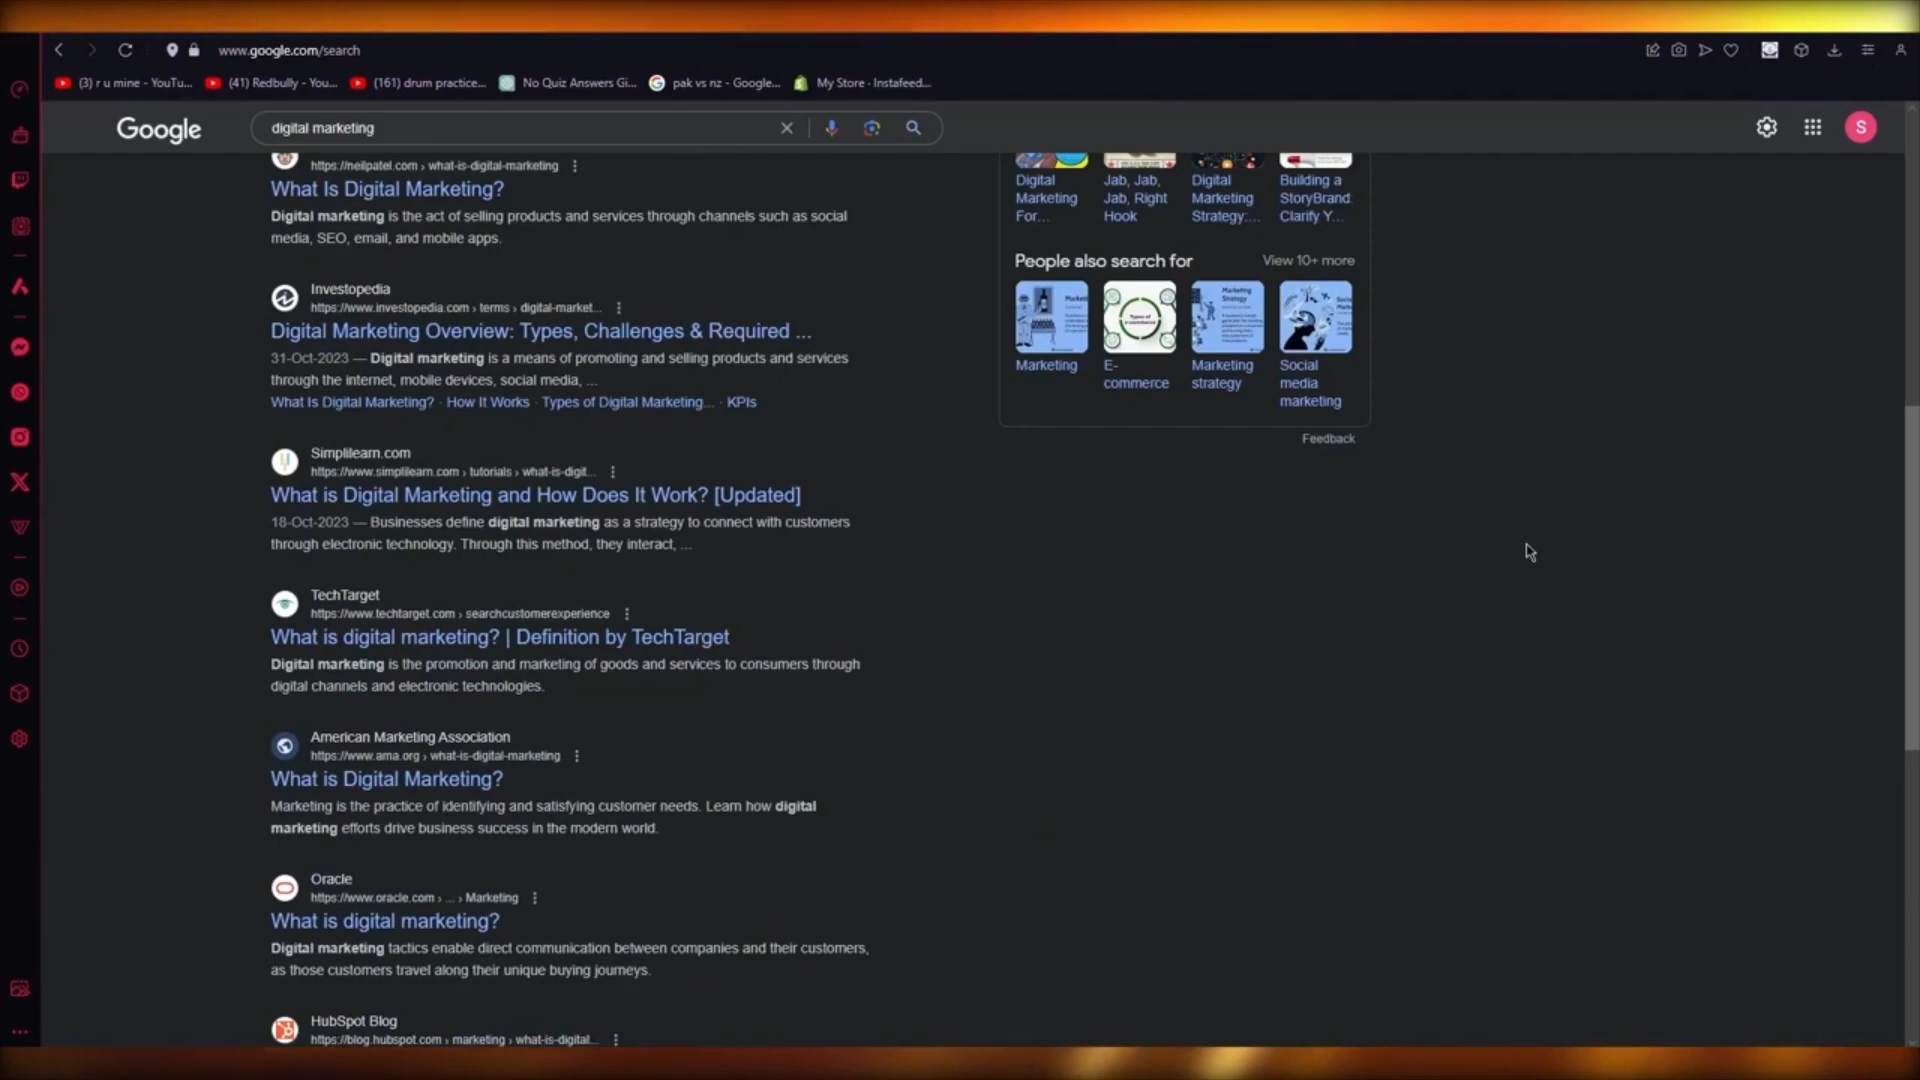 www.google.com/search
(3) r u mine - YouTu...
(41) Redbully - You...
(161) drum practice...
No Quiz Answers Gi...
pak vs nz - Google...
My Store · Instafeed...
Google
digital marketing
S
https://neilpatel.com › what-is-digital-marketing
What Is Digital Marketing?
Digital marketing is the act of selling products and services through channels such as social
media, SEO, email, and mobile apps.
Investopedia
https://www.investopedia.com › terms › digital-market...
Digital Marketing Overview: Types, Challenges & Required ...
31-Oct-2023 — Digital marketing is a means of promoting and selling products and services
through the internet, mobile devices, social media, ...
What Is Digital Marketing? · How It Works · Types of Digital Marketing... · KPIs
Simplilearn.com
https://www.simplilearn.com › tutorials › what-is-digit...
What is Digital Marketing and How Does It Work? [Updated]
18-Oct-2023 — Businesses define digital marketing as a strategy to connect with customers
through electronic technology. Through this method, they interact, ...
TechTarget
https://www.techtarget.com › searchcustomerexperience
What is digital marketing? | Definition by TechTarget
Digital marketing is the promotion and marketing of goods and services to consumers through
digital channels and electronic technologies.
American Marketing Association
https://www.ama.org › what-is-digital-marketing
What is Digital Marketing?
Marketing is the practice of identifying and satisfying customer needs. Learn how digital
marketing efforts drive business success in the modern world.
Oracle
https://www.oracle.com › ... › Marketing
What is digital marketing?
Digital marketing tactics enable direct communication between companies and their customers,
as those customers travel along their unique buying journeys.
HubSpot Blog
https://blog.hubspot.com › marketing › what-is-digital...
Digital
Marketing
For...
Jab, Jab,
Jab, Right
Hook
Digital
Marketing
Strategy:...
Building a
StoryBrand:
Clarify Y...
People also search for
View 10+ more
Marketing
E-
commerce
Marketing
strategy
Social
media
marketing
Feedback